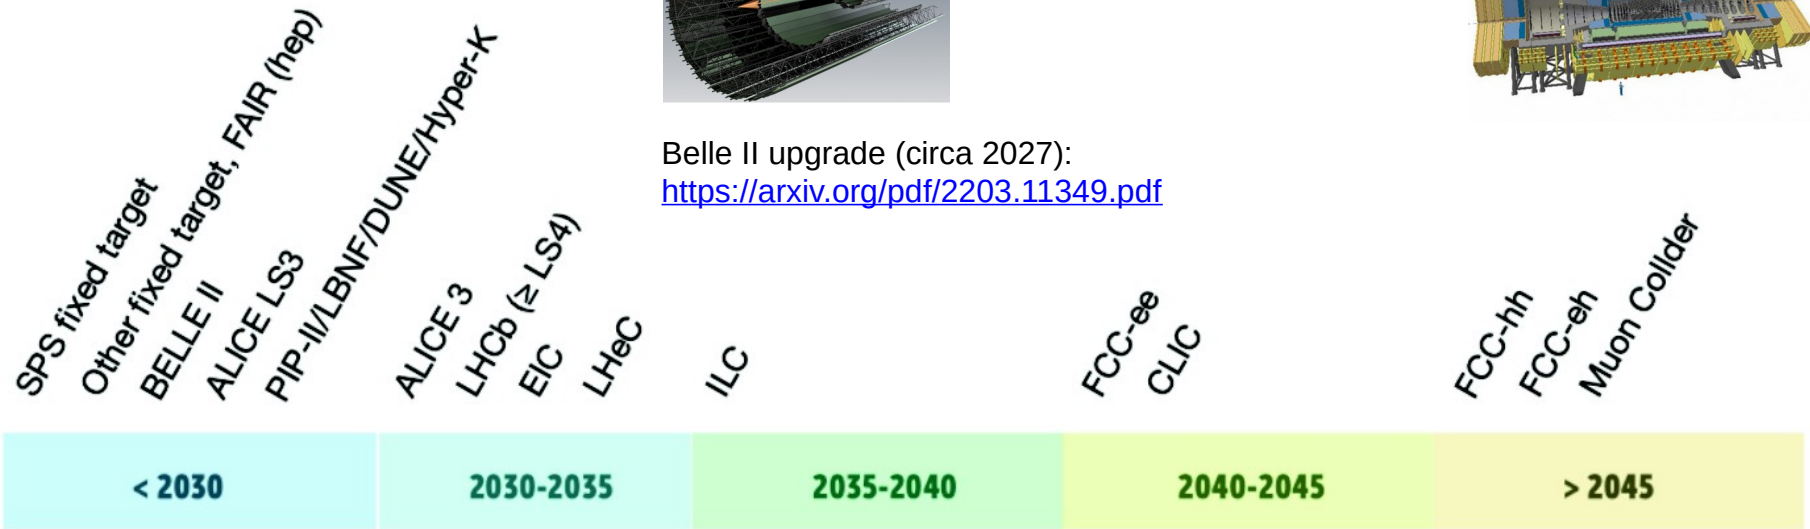 Belle II upgrade (circa 2027):
https://arxiv.org/pdf/2203.11349.pdf
SPS fixed target
Other fixed target, FAIR (hep)
BELLE II
ALICE LS3
PIP-II/LBNF/DUNE/Hyper-K
ALICE 3
LHCb (≥ LS4)
EIC
LHeC
ILC
FCC-ee
CLIC
FCC-hh
FCC-eh
Muon Collder
< 2030
2030-2035
2035-2040
2040-2045
> 2045